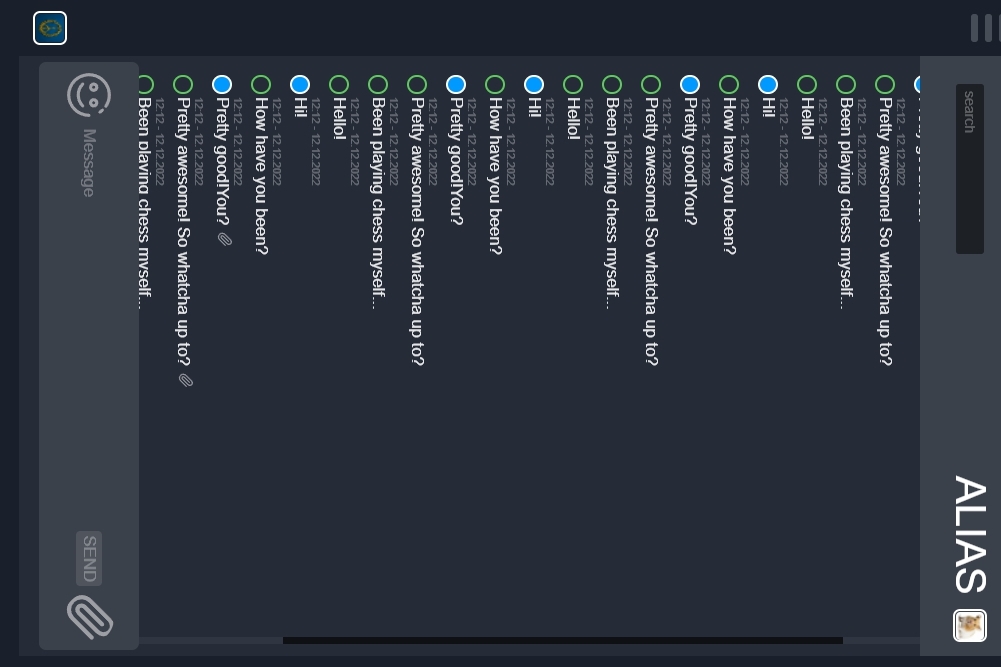 search
ALIAS
12:12 - 12.12.2022
Pretty awesome! So whatcha up to?
12:12 - 12.12.2022
Been playing chess myself...
12:12 - 12.12.2022
Hello!
12:12 - 12.12.2022
Hi!
12:12 - 12.12.2022
How have you been?
12:12 - 12.12.2022
Pretty good!You?
12:12 - 12.12.2022
Pretty awesome! So whatcha up to?
12:12 - 12.12.2022
Been playing chess myself...
12:12 - 12.12.2022
Hello!
12:12 - 12.12.2022
Hi!
12:12 - 12.12.2022
How have you been?
12:12 - 12.12.2022
Pretty good!You?
12:12 - 12.12.2022
Pretty awesome! So whatcha up to?
12:12 - 12.12.2022
Been playing chess myself...
12:12 - 12.12.2022
Hello!
12:12 - 12.12.2022
Hi!
12:12 - 12.12.2022
How have you been?
12:12 - 12.12.2022
Pretty good!You?
12:12 - 12.12.2022
Pretty awesome! So whatcha up to?
12:12 - 12.12.2022
Been playing chess myself...
Message
SEND